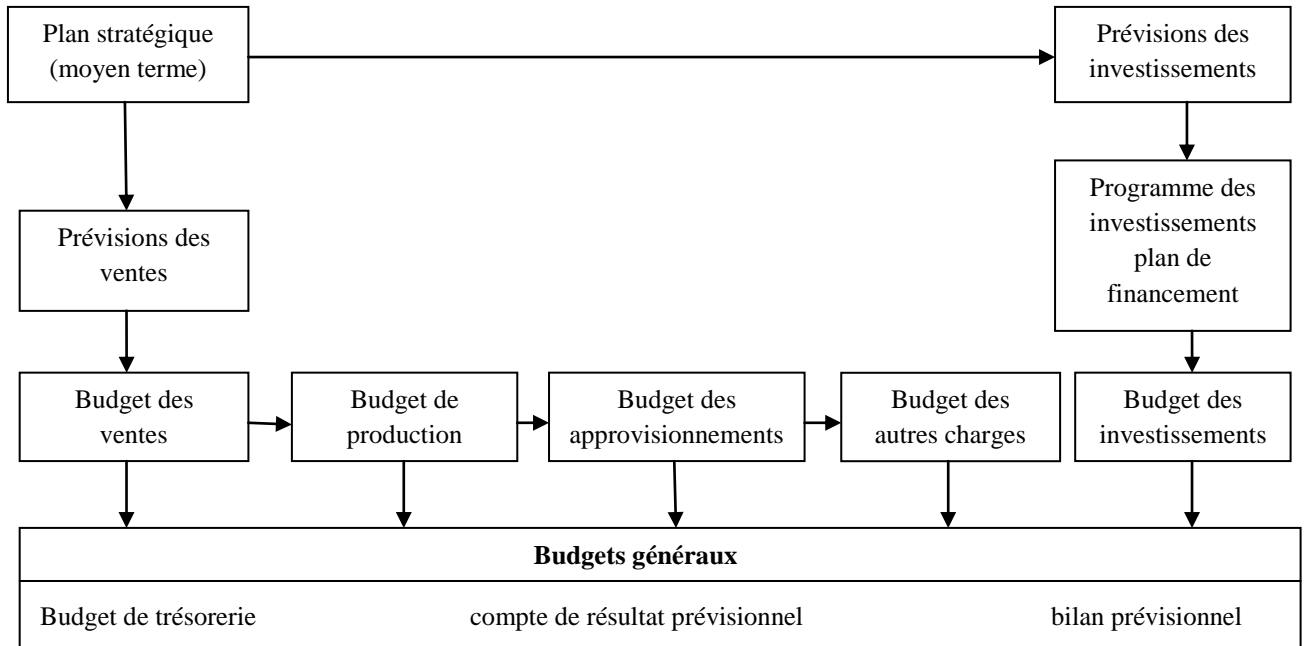 Plan stratégique
(moyen terme)
Prévisions des
investissements
Programme des
investissements
plan de
financement
Prévisions des
ventes
Budget des
ventes
Budget de
production
Budget des
approvisionnements
Budget des
autres charges
Budget des
investissements
Budgets généraux
Budget de trésorerie
compte de résultat prévisionnel
bilan prévisionnel